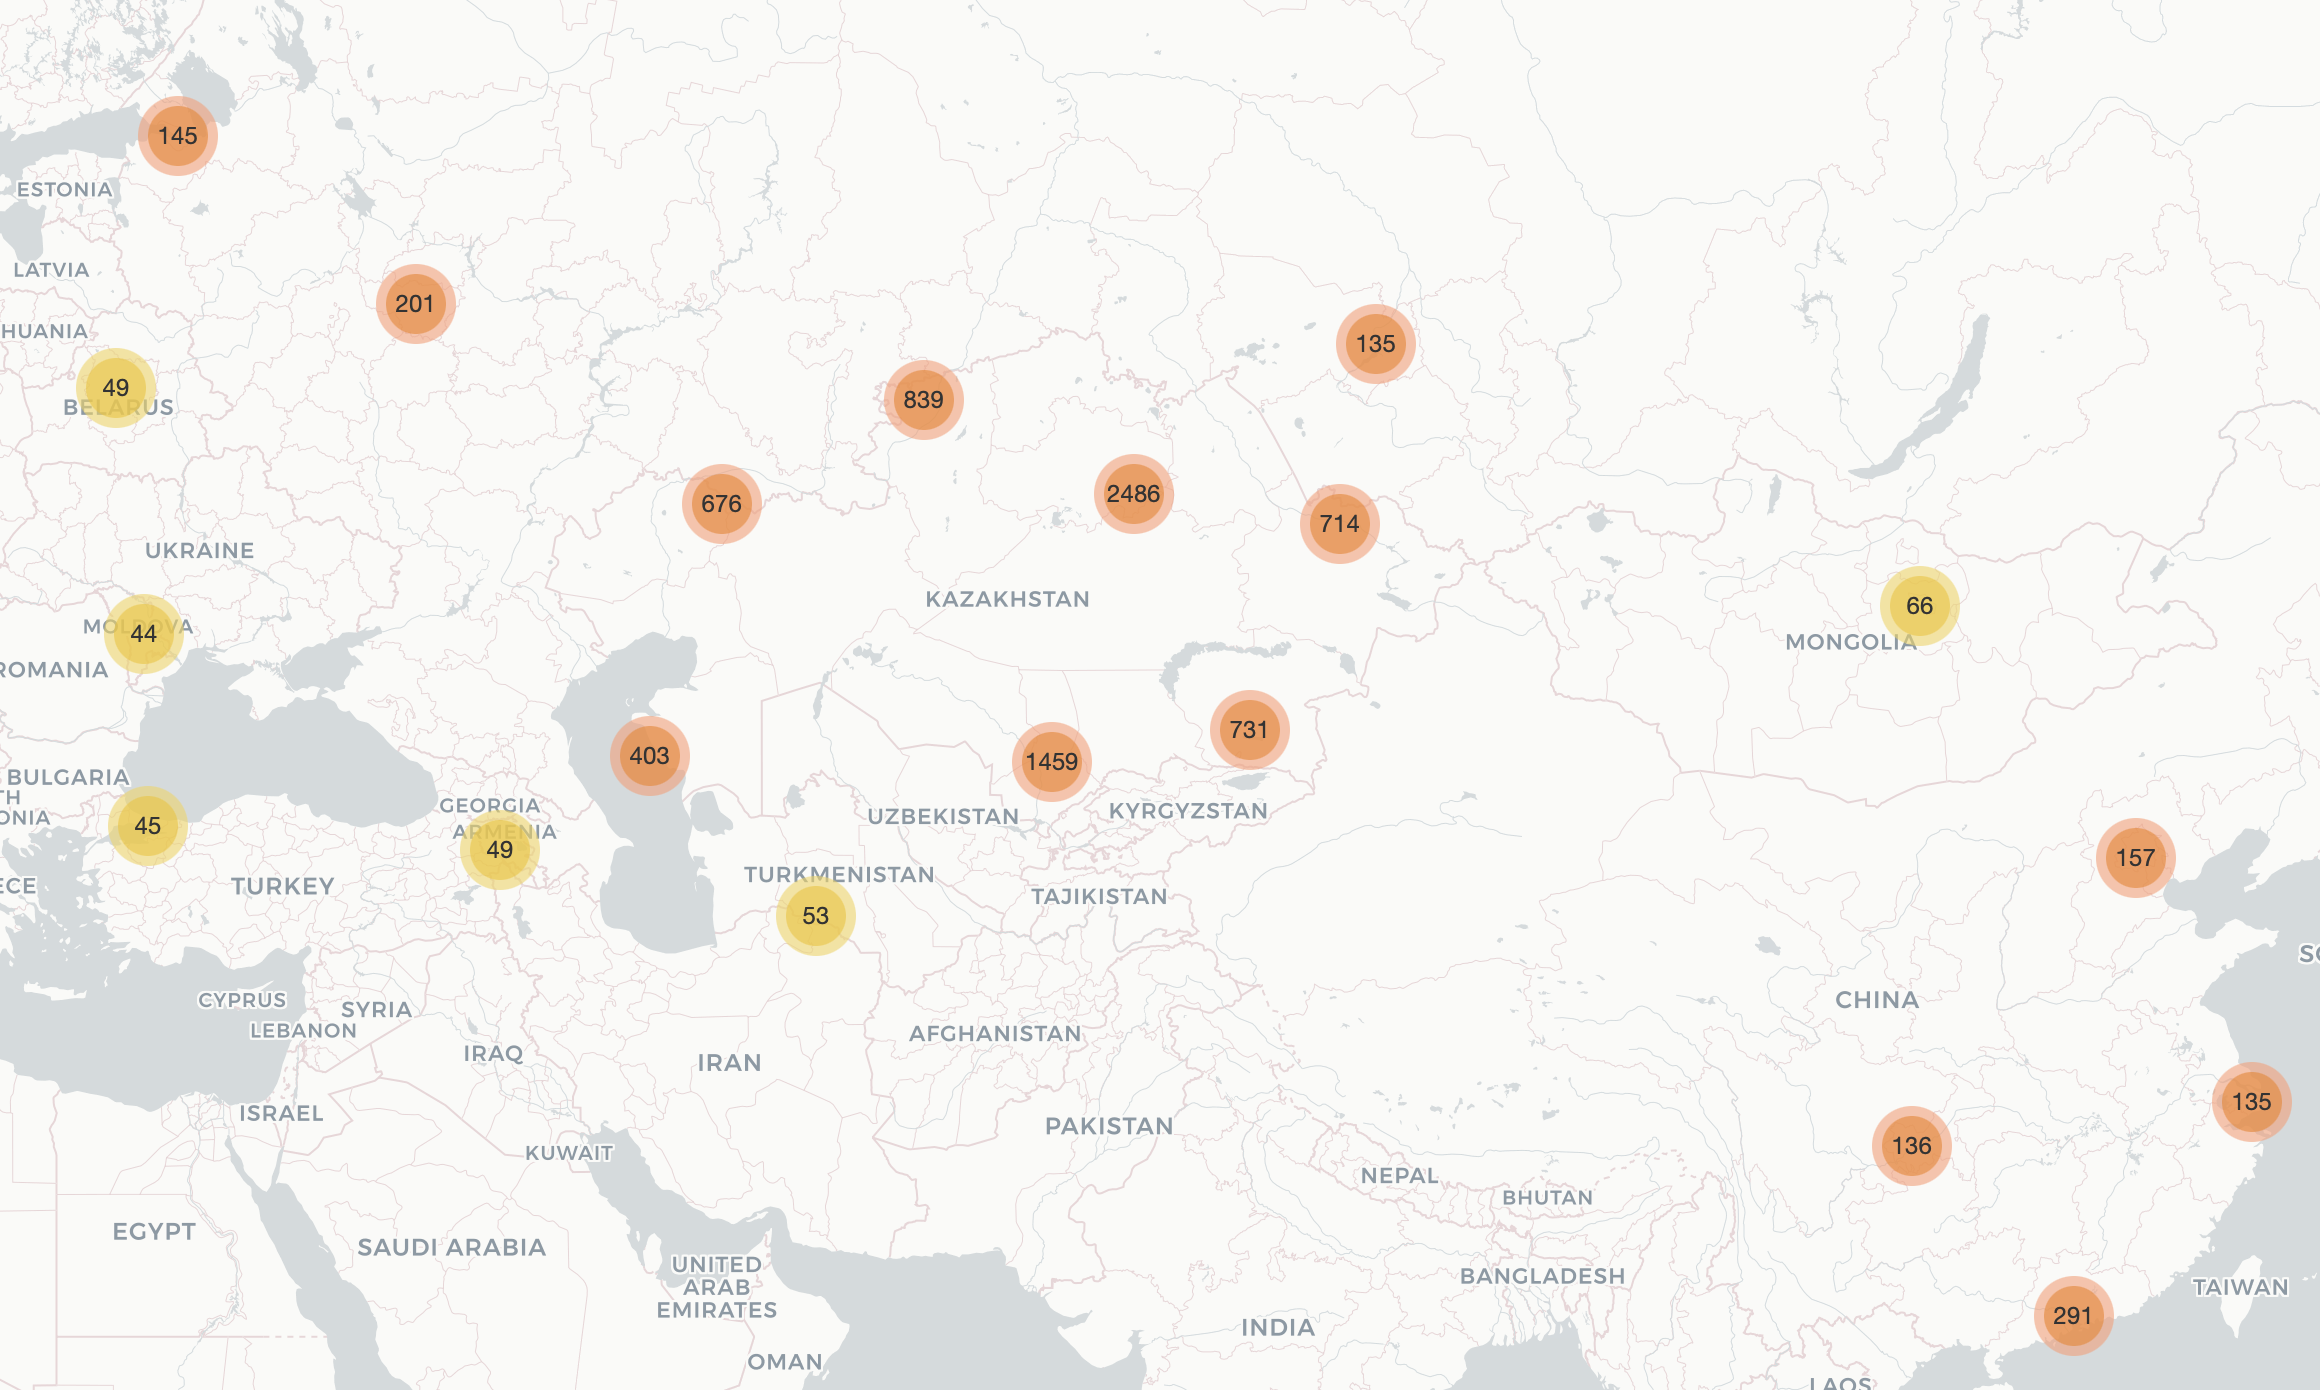 145
ESTONIA
LATVIA
201
HUANIA
135
49
BELARUS
839
2486
676
714
UKRAINE
KAZAKHSTAN
66
MOLDOVA
44
MONGOLIA
ROMANIA
731
403
1459
BULGARIA
TH
ONIA
GEORGIA
KYRGYZSTAN
UZBEKISTAN
45
ARMENIA
49
157
TURKMENISTAN
ECE
TURKEY
TAJIKISTAN
53
SO
CYPRUS
SYRIA
CHINA
LEBANON
AFGHANISTAN
IRAQ
IRAN
135
ISRAEL
PAKISTAN
136
KUWAIT
NEPAL
BHUTAN
EGYPT
SAUDI ARABIA
UNITED
ARAB
EMIRATES
BANGLADESH
TAIWAN
291
INDIA
OMAN
LAOS